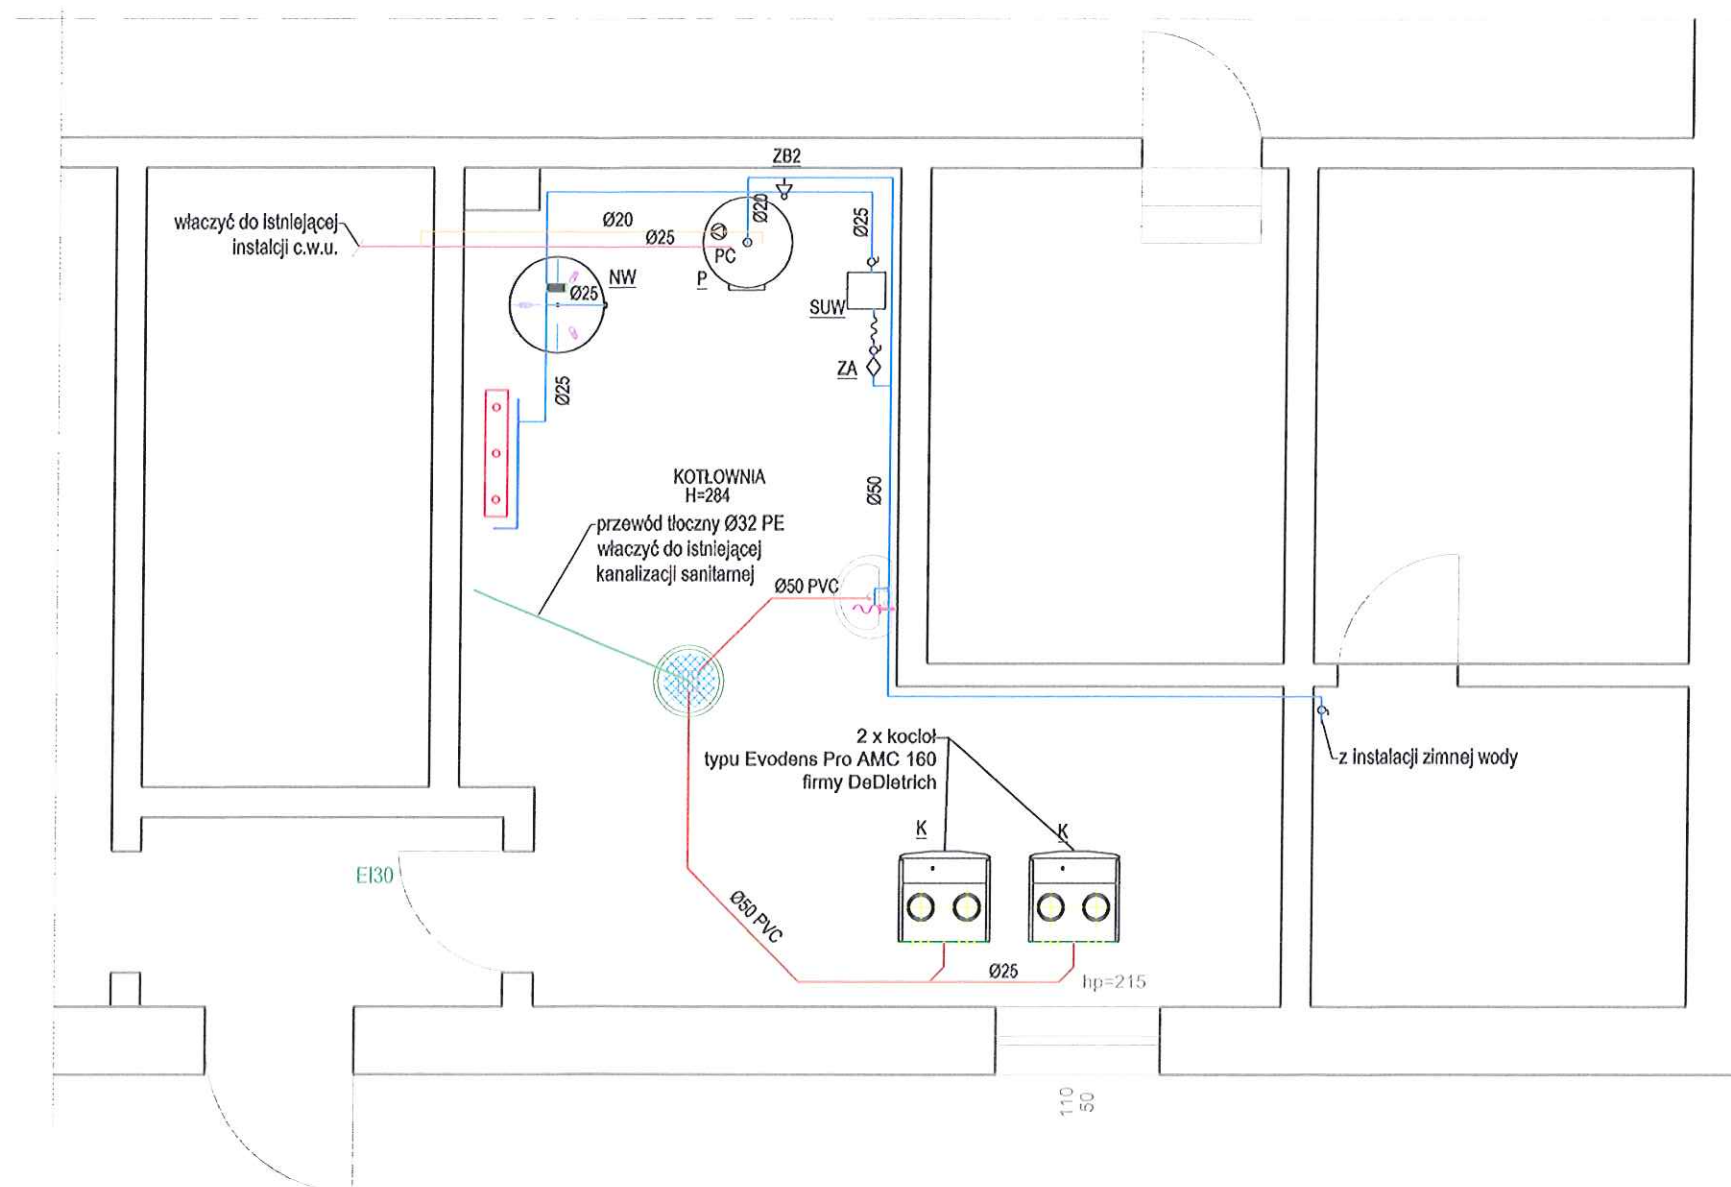 ZB2
włączyć do istniejącej
instalcji c.w.u.
Ø20
Ø25
Ø20
Ø25
PC
P
NW
Ø25
SUW
ZA
Ø25
KOTŁOWNIA
H=284
przewód tłoczny Ø32 PE
włączyć do istniejącej
kanalizacji sanitarnej
Ø50
Ø50 PVC
2 x kocioł
typu Evodens Pro AMC 160
firmy DeDietrich
z instalacji zimnej wody
K
K
EI30
Ø50 PVC
Ø25
hp=215
110
50